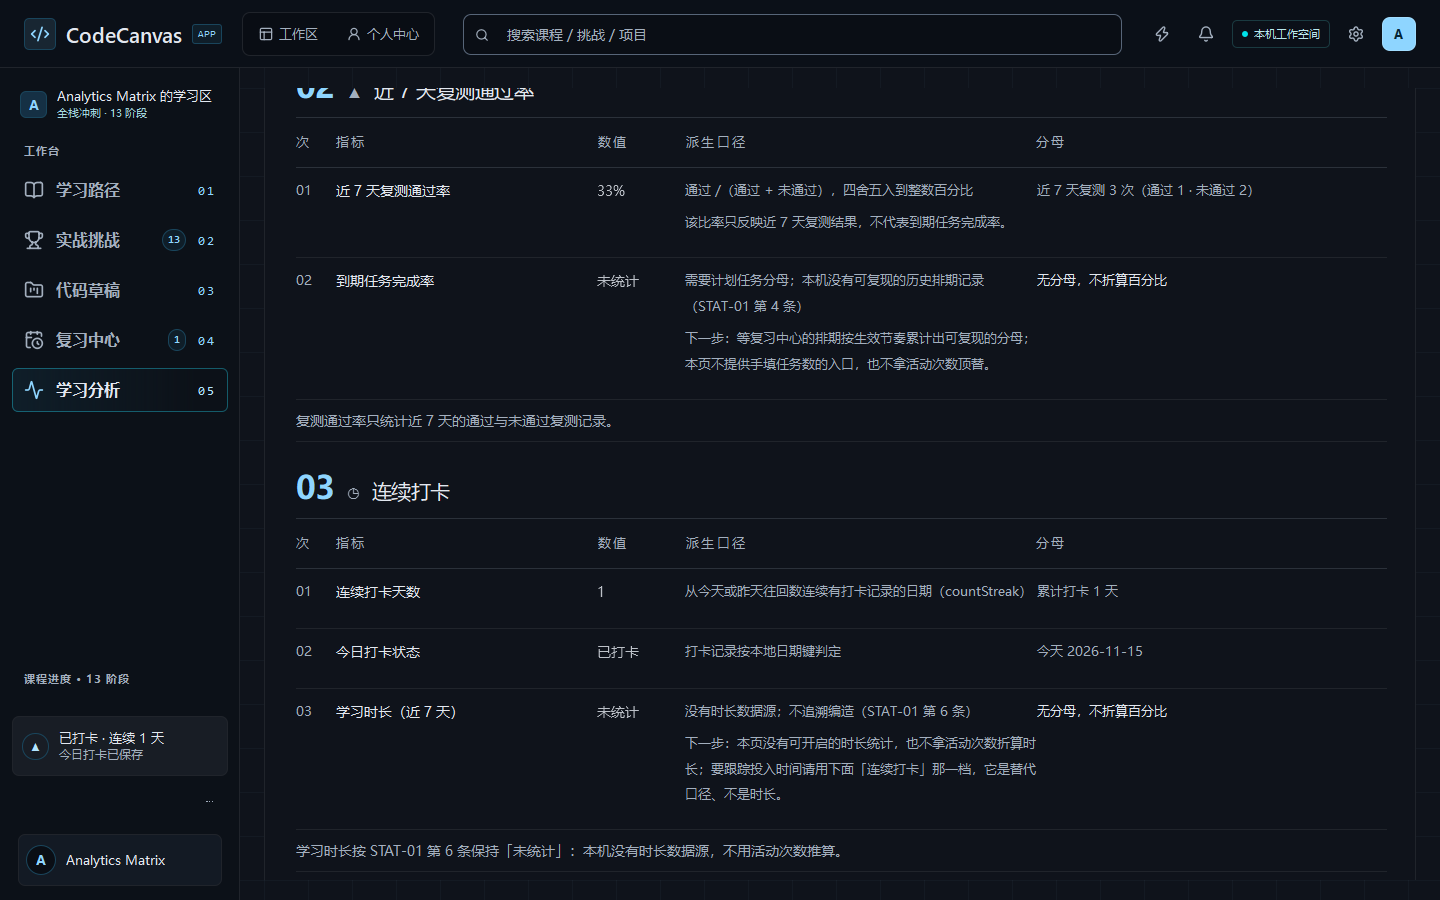 CodeCanvas APP
工作区
个人中心
搜索课程 / 挑战 / 项目
本机工作空间
A
A
Analytics Matrix 的学习区
全栈冲刺 · 13 阶段
工作台
学习路径 01
实战挑战 13 02
代码草稿 03
复习中心 1 04
学习分析 05
课程进度 • 13 阶段
▲
已打卡 · 连续 1 天
今日打卡已保存
...
A Analytics Matrix
02 ▲ 近 7 天复测通过率
次 指标 数值 派生口径 分母
01 近 7 天复测通过率 33% 通过 /（通过 + 未通过），四舍五入到整数百分比 近 7 天复测 3 次（通过 1 · 未通过 2）
该比率只反映近 7 天复测结果，不代表到期任务完成率。
02 到期任务完成率 未统计 需要计划任务分母；本机没有可复现的历史排期记录 无分母，不折算百分比
（STAT-01 第 4 条）
下一步：等复习中心的排期按生效节奏累计出可复现的分母；
本页不提供手填任务数的入口，也不拿活动次数顶替。
复测通过率只统计近 7 天的通过与未通过复测记录。
03 ◷ 连续打卡
次 指标 数值 派生口径 分母
01 连续打卡天数 1 从今天或昨天往回数连续有打卡记录的日期（countStreak） 累计打卡 1 天
02 今日打卡状态 已打卡 打卡记录按本地日期键判定 今天 2026-11-15
03 学习时长（近 7 天） 未统计 没有时长数据源；不追溯编造（STAT-01 第 6 条） 无分母，不折算百分比
下一步：本页没有可开启的时长统计，也不拿活动次数折算时
长；要跟踪投入时间请用下面「连续打卡」那一档，它是替代
口径、不是时长。
学习时长按 STAT-01 第 6 条保持「未统计」：本机没有时长数据源，不用活动次数推算。